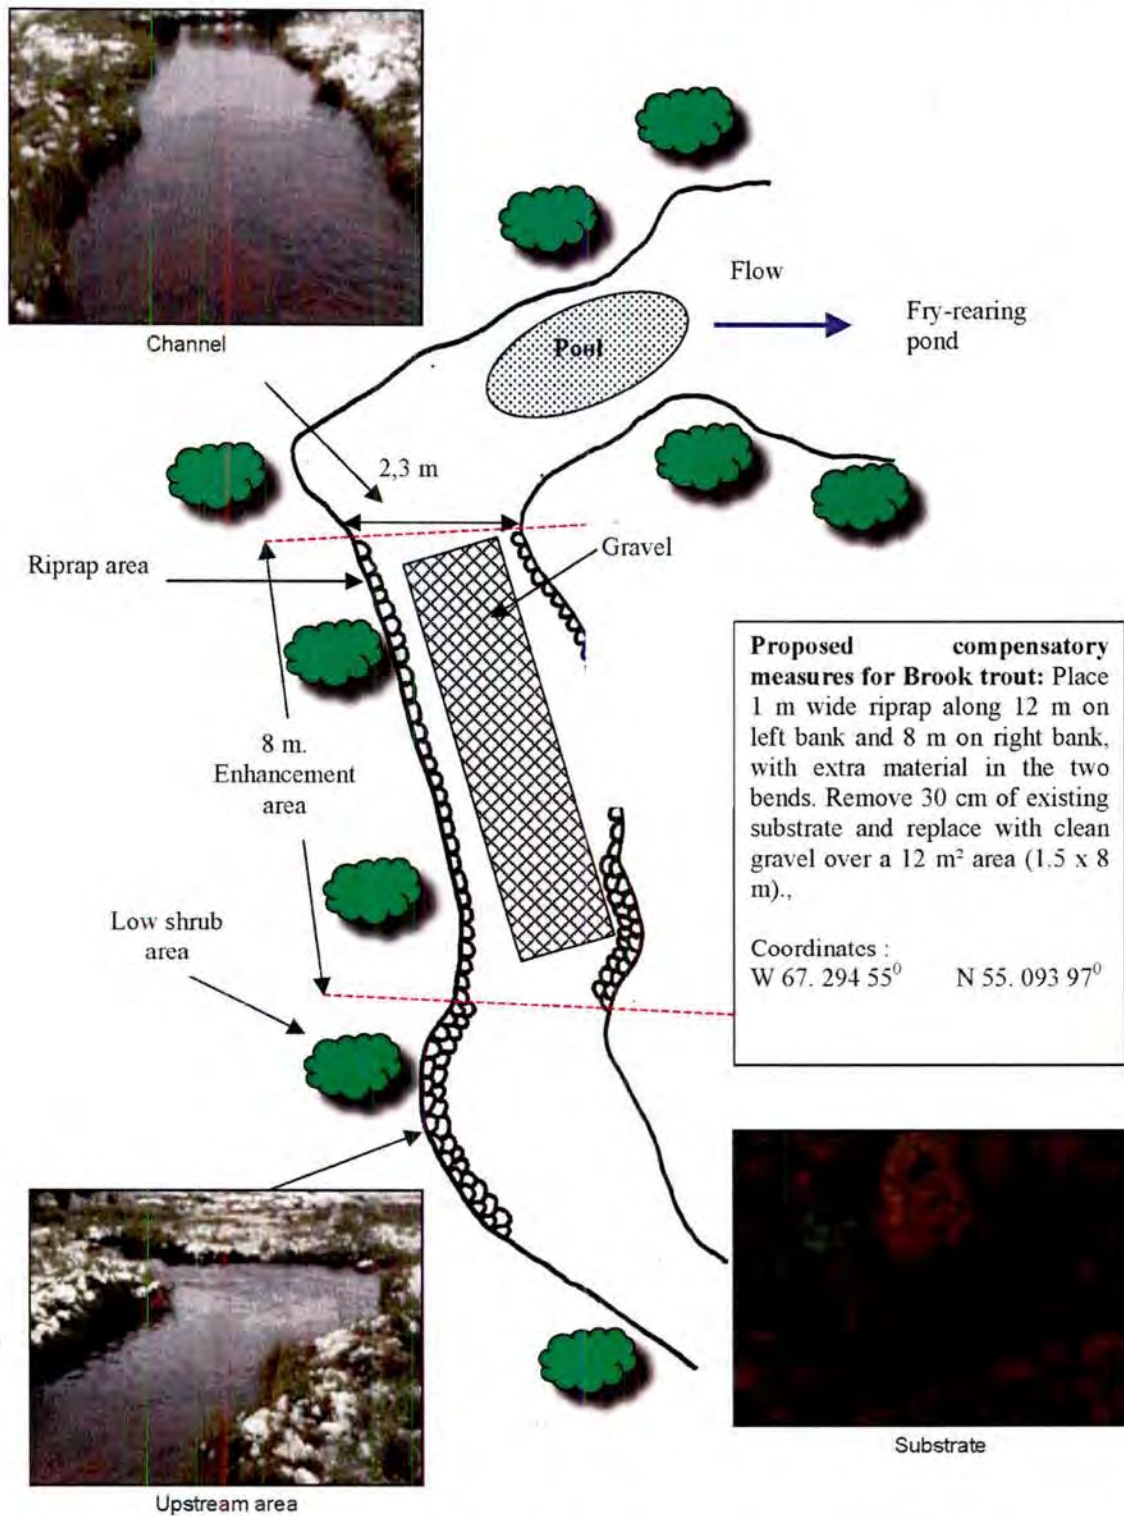 Channel
Flow
Fry-rearing
pond
Pool
2,3 m
Gravel
Riprap area
8 m.
Enhancement
area
Low shrub
area
Proposed compensatory
measures for Brook trout: Place
1 m wide riprap along 12 m on
left bank and 8 m on right bank,
with extra material in the two
bends. Remove 30 cm of existing
substrate and replace with clean
gravel over a 12 m² area (1.5 x 8
m).,
Coordinates :
W 67. 294 55⁰ N 55. 093 97⁰
Substrate
Upstream area